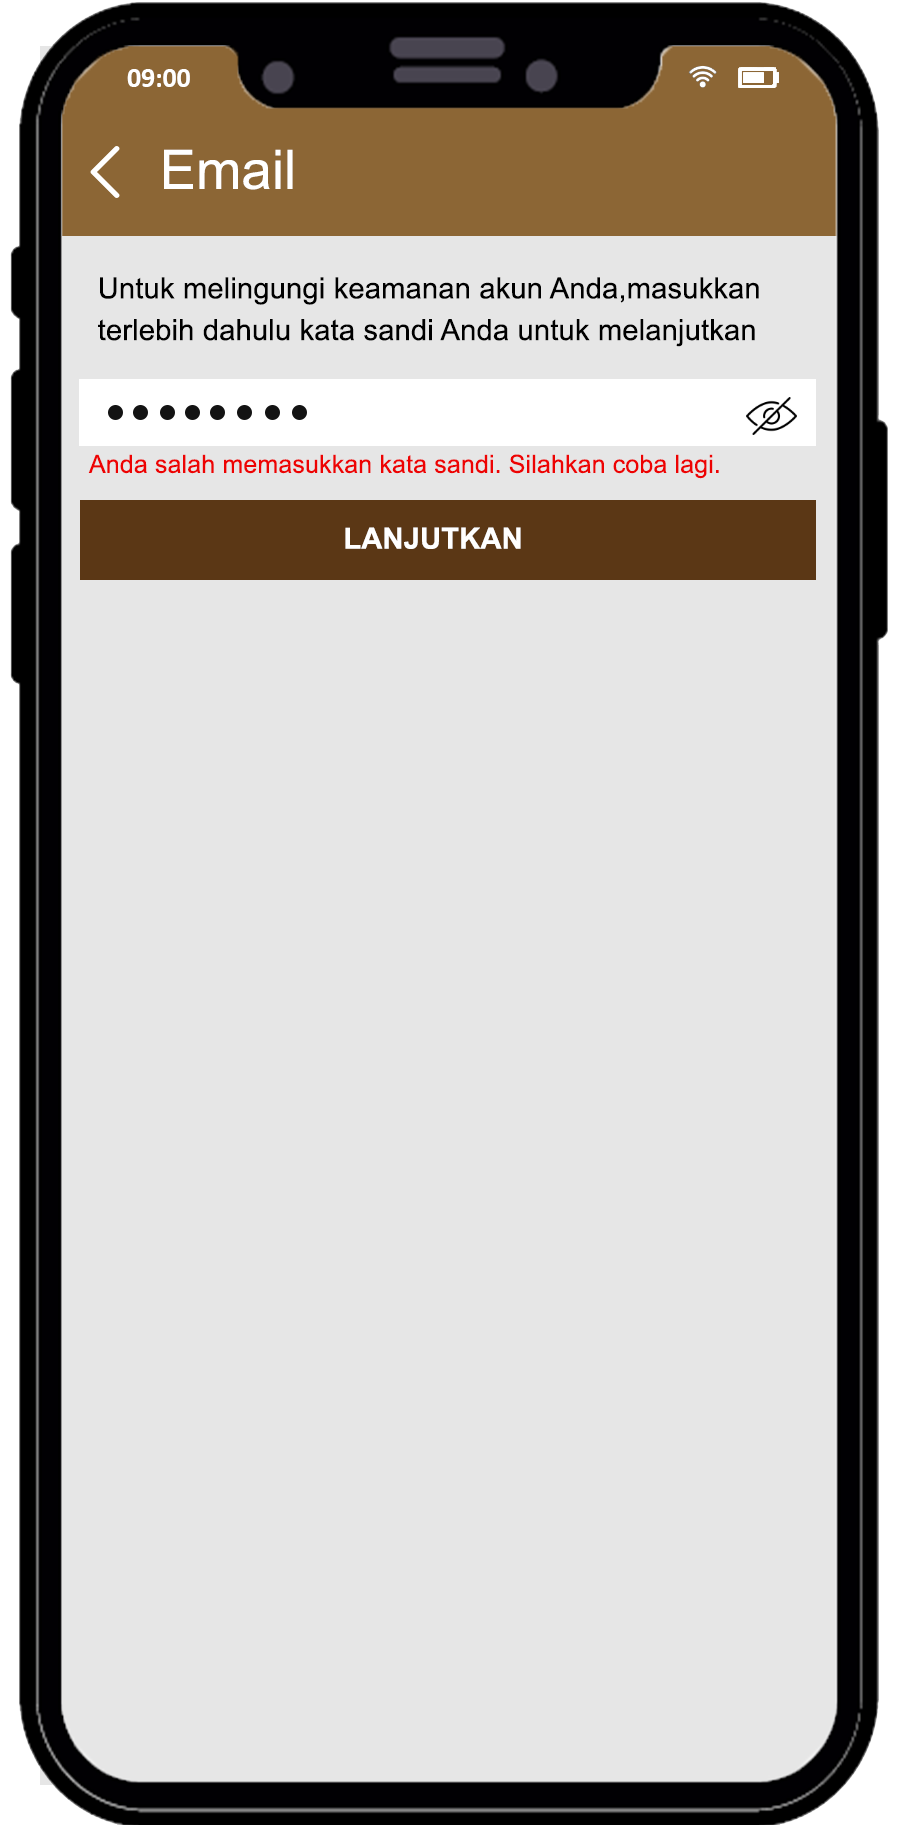 09:00
Email
Untuk melingungi keamanan akun Anda,masukkan
terlebih dahulu kata sandi Anda untuk melanjutkan
Anda salah memasukkan kata sandi. Silahkan coba lagi.
LANJUTKAN